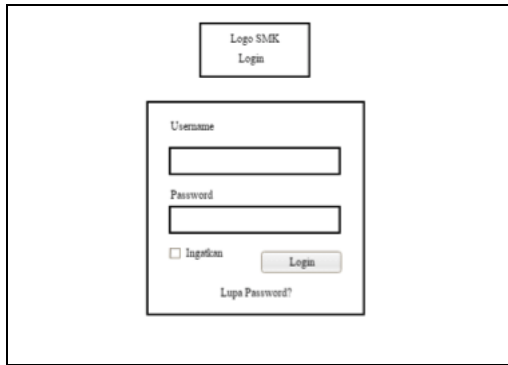 Logo SMK
Login
Username
Password
Ingatkan
Login
Lupa Password?